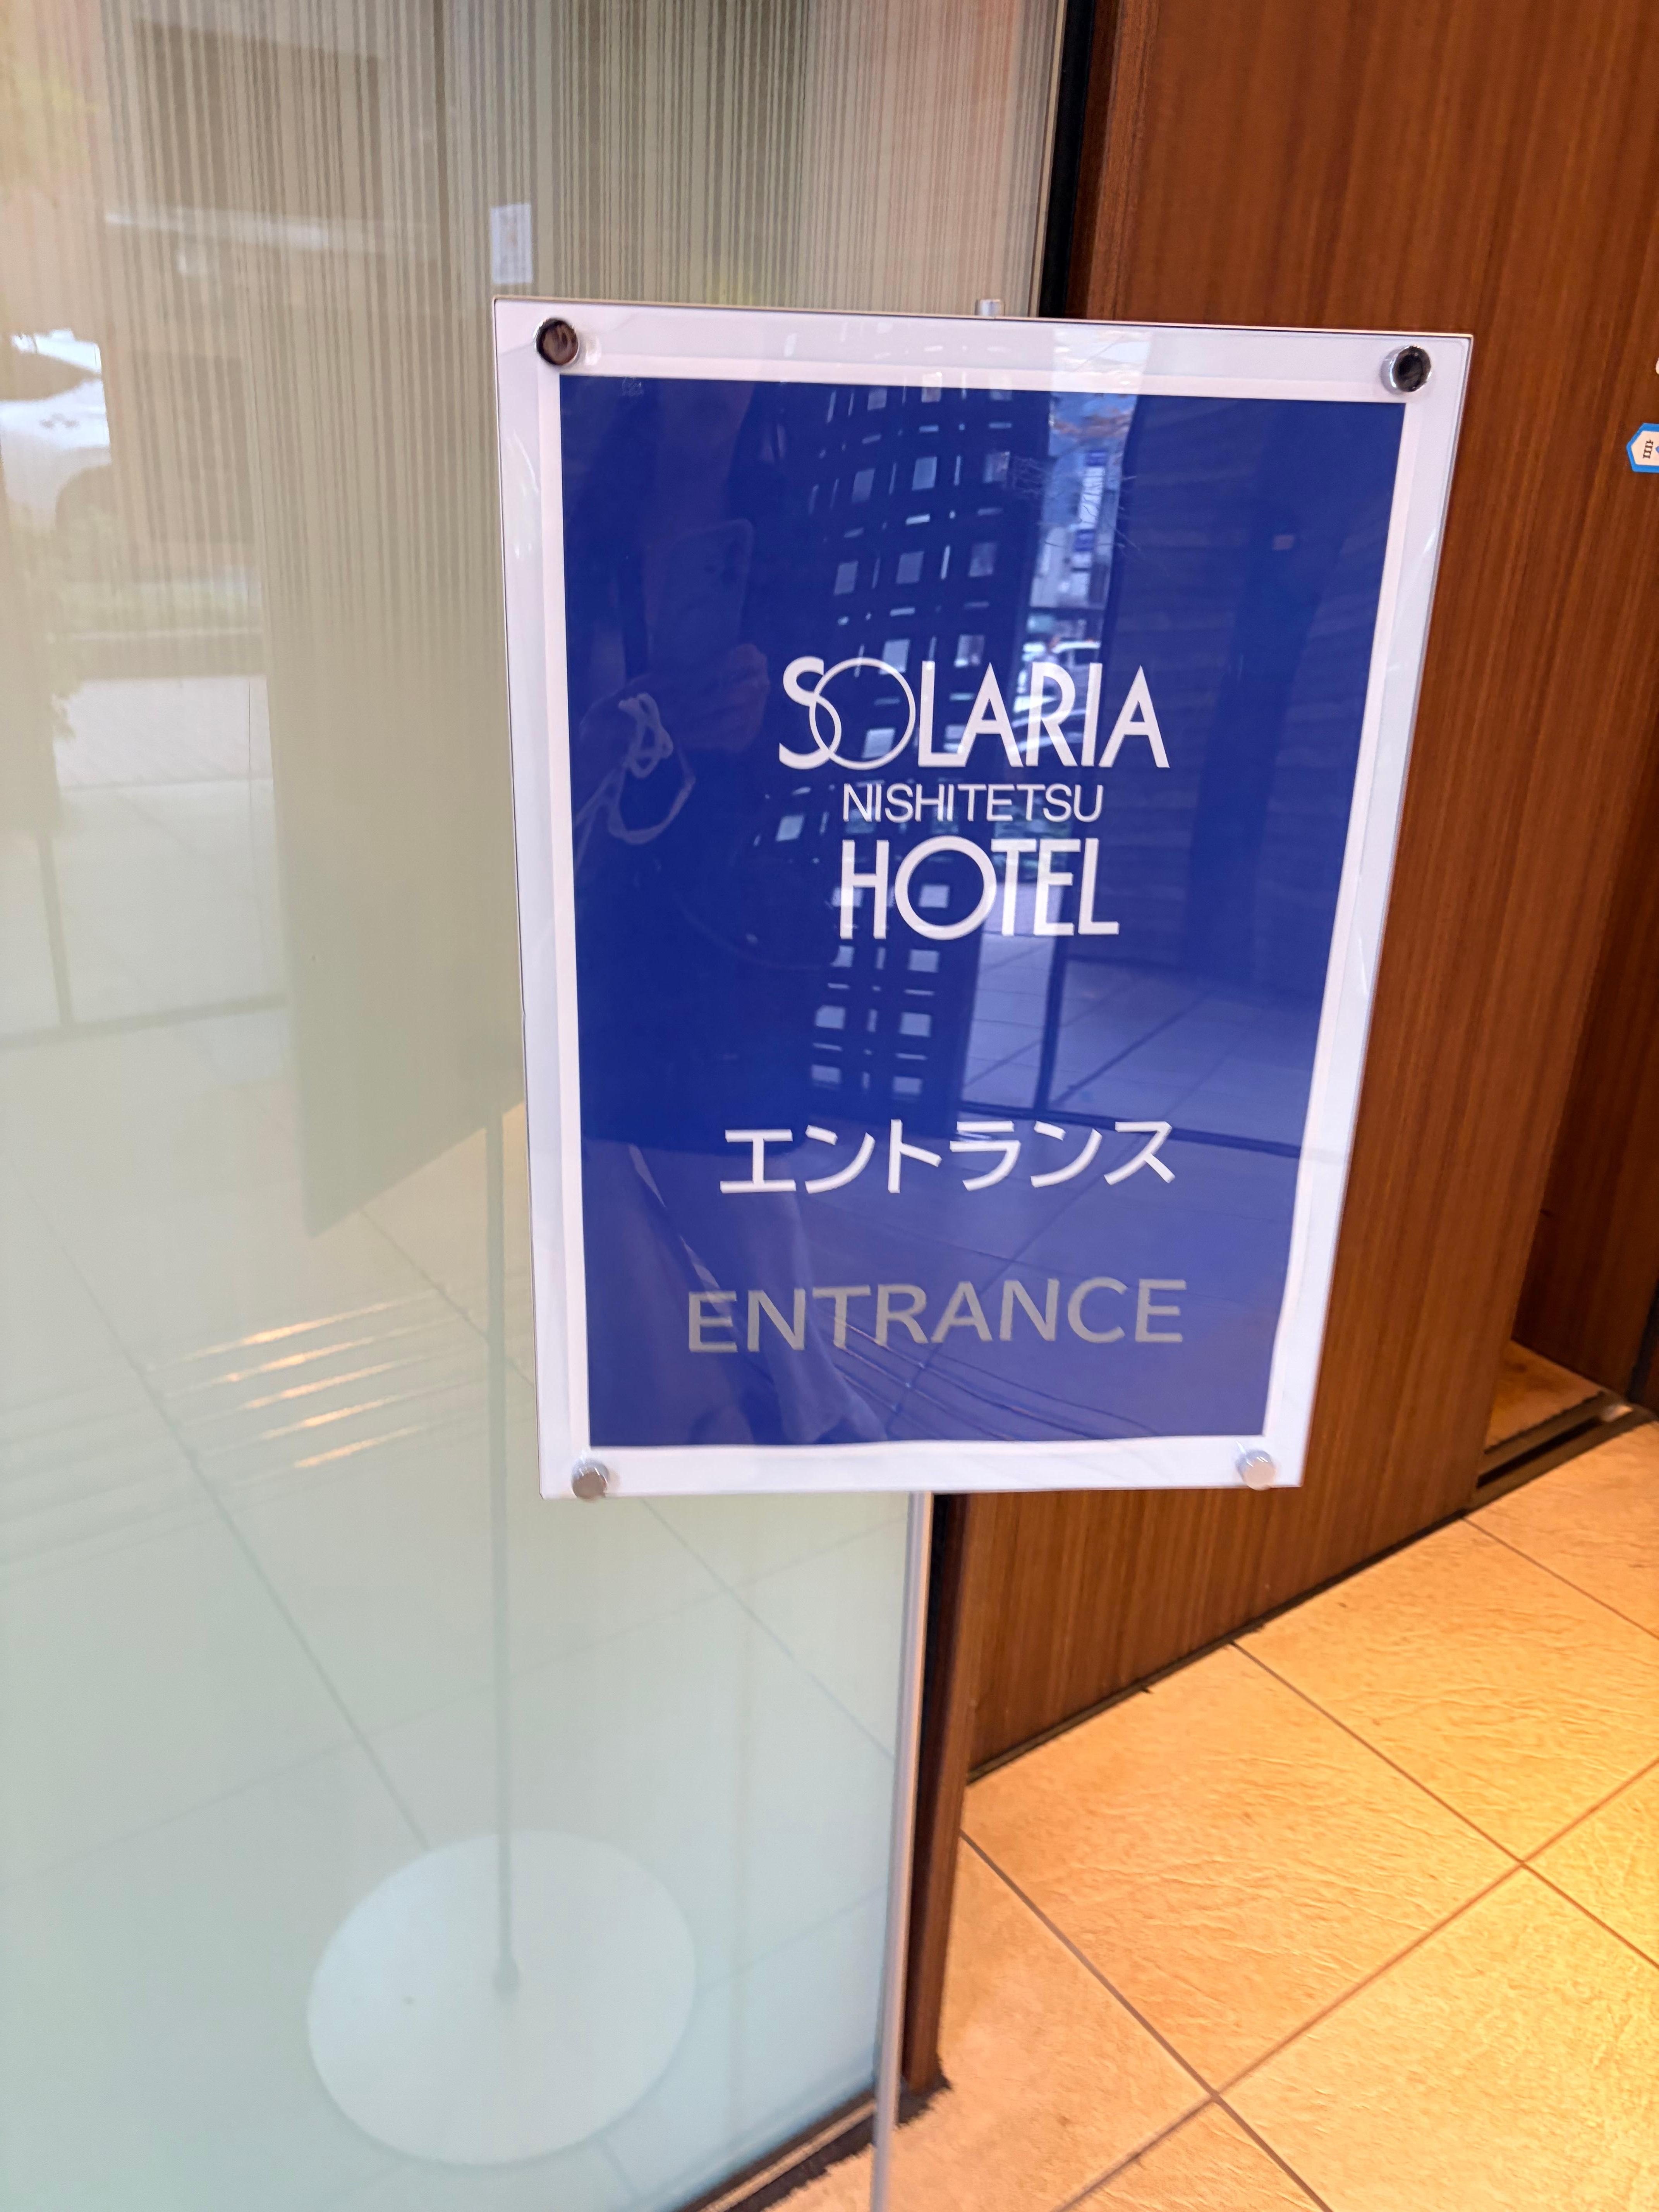 SOLARIA
NISHITETSU
HOTEL
エントランス
ENTRANCE